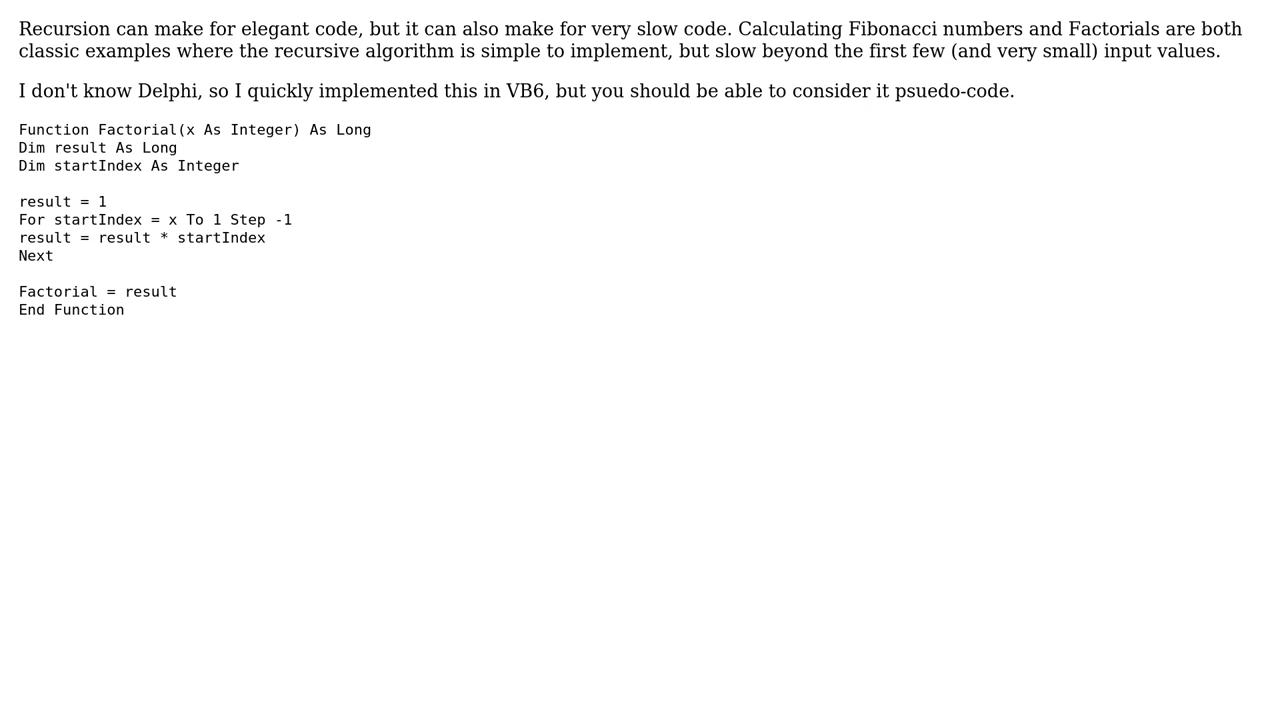 Recursion can make for elegant code, but it can also make for very slow code. Calculating Fibonacci numbers and Factorials are both
classic examples where the recursive algorithm is simple to implement, but slow beyond the first few (and very small) input values.
I don't know Delphi, so I quickly implemented this in VB6, but you should be able to consider it psuedo-code.
Function Factorial(x As Integer) As Long
Dim result As Long
Dim startIndex As Integer
result = 1
For startIndex = x To 1 Step -1
result = result * startIndex
Next
Factorial = result
End Function